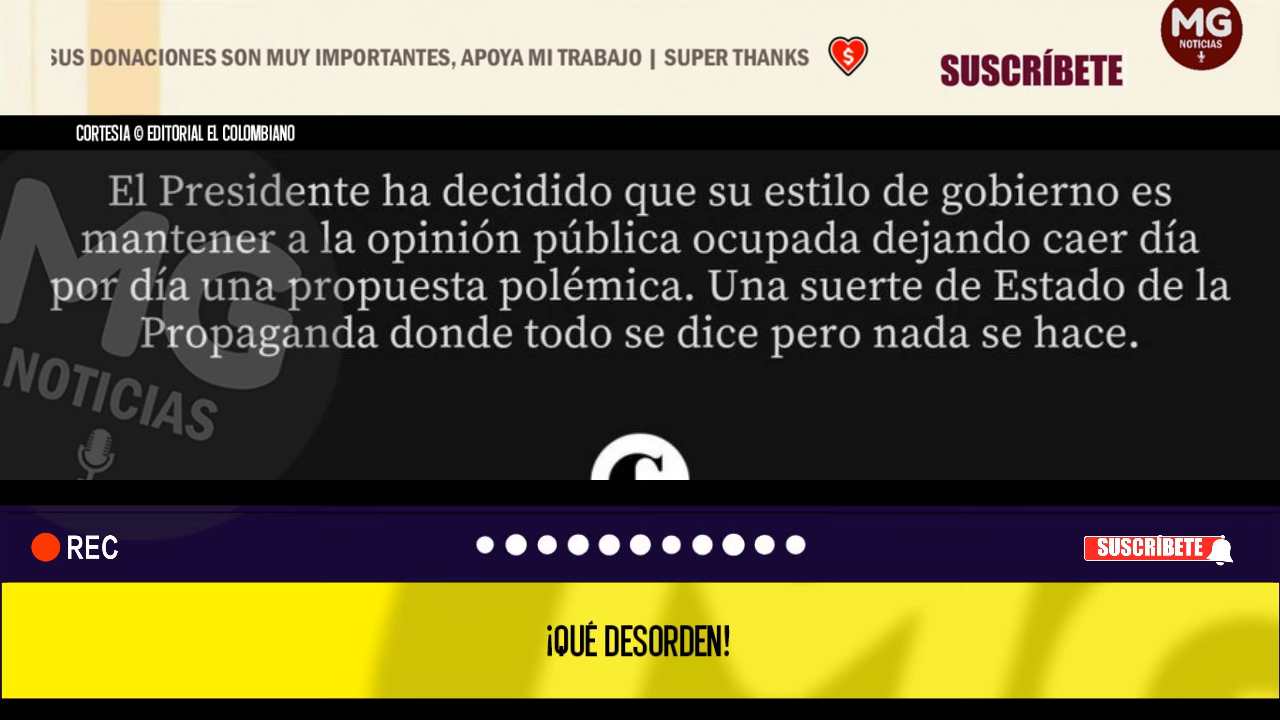 SUS DONACIONES SON MUY IMPORTANTES, APOYA MI TRABAJO | SUPER THANKS
$
SUSCRÍBETE
MG
NOTICIAS
CORTESIA © EDITORIAL EL COLOMBIANO
El Presidente ha decidido que su estilo de gobierno es
mantener a la opinión pública ocupada dejando caer día
por día una propuesta polémica. Una suerte de Estado de la
Propaganda donde todo se dice pero nada se hace.
MG
NOTICIAS
REC
SUSCRÍBETE
¡QUÉ DESORDEN!